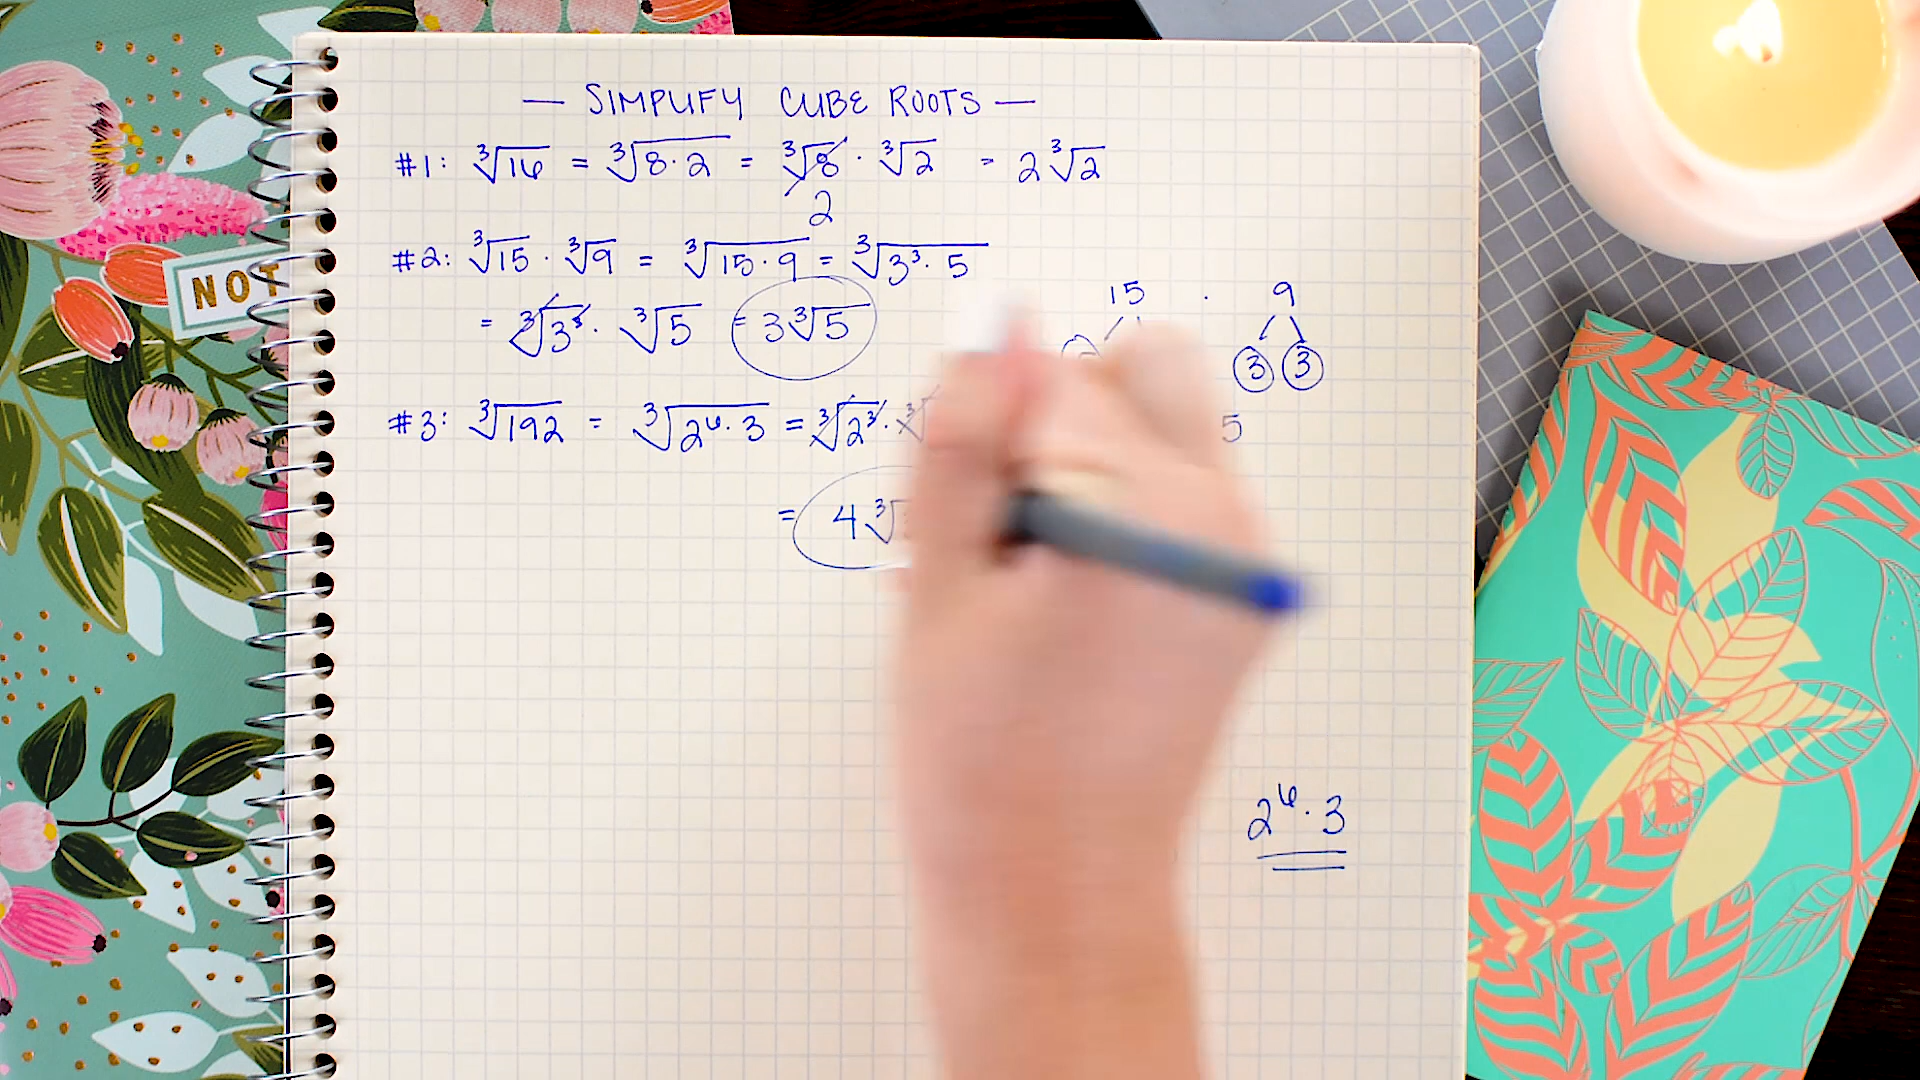 — SIMPLIFY CUBE ROOTS —
#1: ∛16 = ∛8·2 = ∛8 · ∛2 = 2∛2
2
#2: ∛15 · ∛9 = ∛15·9 = ∛3³·5
= ∛3³ · ∛5 = 3∛5
15 · 9
3 3
#3: ∛192 = ∛2⁶·3 = ∛2³ · ∛
5
= 4∛
2⁶·3
NOT